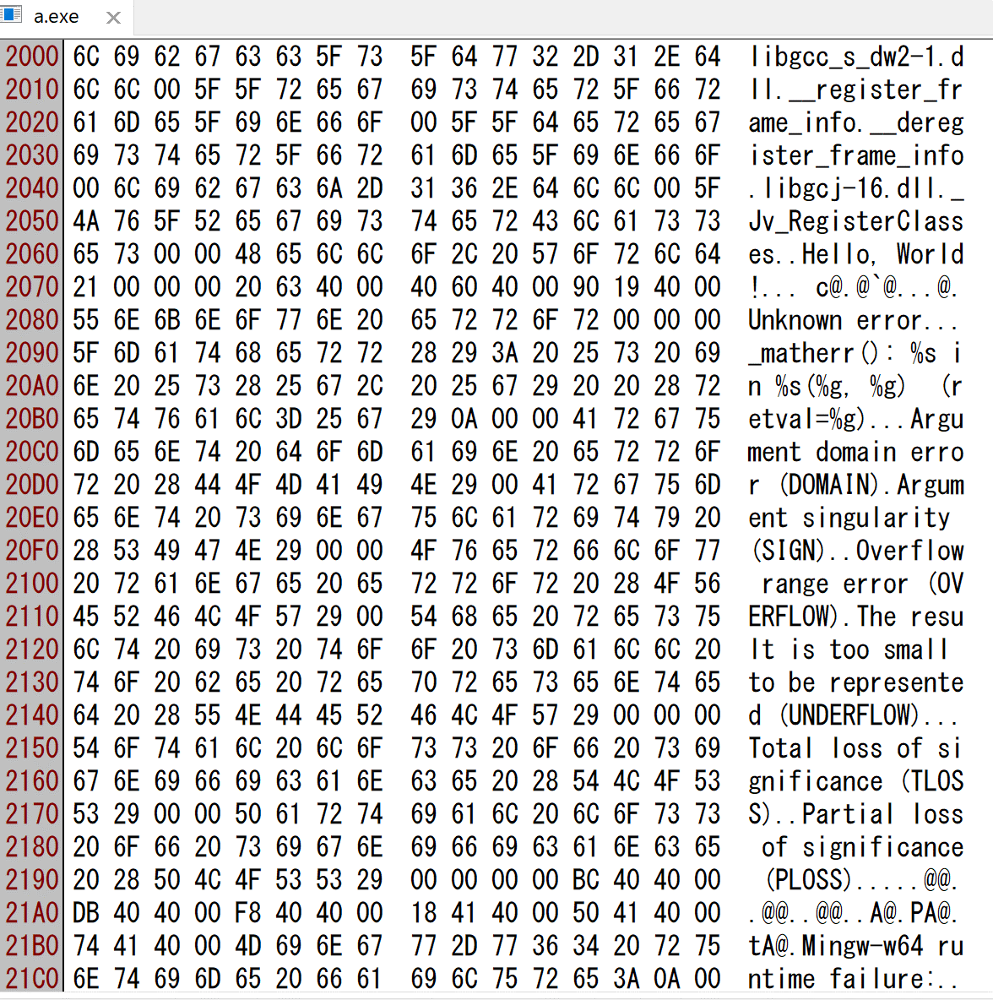 a.exe
2000 6C 69 62 67 63 63 5F 73 5F 64 77 32 2D 31 2E 64 libgcc_s_dw2-1.d
2010 6C 6C 00 5F 5F 72 65 67 69 73 74 65 72 5F 66 72 ll.__register_fr
2020 61 6D 65 5F 69 6E 66 6F 00 5F 5F 64 65 72 65 67 ame_info.__dereg
2030 69 73 74 65 72 5F 66 72 61 6D 65 5F 69 6E 66 6F ister_frame_info
2040 00 6C 69 62 67 63 6A 2D 31 36 2E 64 6C 6C 00 5F .libgcj-16.dll._
2050 4A 76 5F 52 65 67 69 73 74 65 72 43 6C 61 73 73 Jv_RegisterClass
2060 65 73 00 00 48 65 6C 6C 6F 2C 20 57 6F 72 6C 64 es..Hello, World
2070 21 00 00 00 20 63 40 00 40 60 40 00 90 19 40 00 !... c@.@`@...@.
2080 55 6E 6B 6E 6F 77 6E 20 65 72 72 6F 72 00 00 00 Unknown error...
2090 5F 6D 61 74 68 65 72 72 28 29 3A 20 25 73 20 69 _matherr(): %s i
20A0 6E 20 25 73 28 25 67 2C 20 25 67 29 20 20 28 72 n %s(%g, %g)  (r
20B0 65 74 76 61 6C 3D 25 67 29 0A 00 00 41 72 67 75 etval=%g)...Argu
20C0 6D 65 6E 74 20 64 6F 6D 61 69 6E 20 65 72 72 6F ment domain erro
20D0 72 20 28 44 4F 4D 41 49 4E 29 00 41 72 67 75 6D r (DOMAIN).Argum
20E0 65 6E 74 20 73 69 6E 67 75 6C 61 72 69 74 79 20 ent singularity
20F0 28 53 49 47 4E 29 00 00 4F 76 65 72 66 6C 6F 77 (SIGN)..Overflow
2100 20 72 61 6E 67 65 20 65 72 72 6F 72 20 28 4F 56 range error (OV
2110 45 52 46 4C 4F 57 29 00 54 68 65 20 72 65 73 75 ERFLOW).The resu
2120 6C 74 20 69 73 20 74 6F 6F 20 73 6D 61 6C 6C 20 lt is too small
2130 74 6F 20 62 65 20 72 65 70 72 65 73 65 6E 74 65 to be represente
2140 64 20 28 55 4E 44 45 52 46 4C 4F 57 29 00 00 00 d (UNDERFLOW)...
2150 54 6F 74 61 6C 20 6C 6F 73 73 20 6F 66 20 73 69 Total loss of si
2160 67 6E 69 66 69 63 61 6E 63 65 20 28 54 4C 4F 53 gnificance (TLOS
2170 53 29 00 00 50 61 72 74 69 61 6C 20 6C 6F 73 73 S)..Partial loss
2180 20 6F 66 20 73 69 67 6E 69 66 69 63 61 6E 63 65 of significance
2190 20 28 50 4C 4F 53 53 29 00 00 00 00 BC 40 40 00 (PLOSS).....@@.
21A0 DB 40 40 00 F8 40 40 00 18 41 40 00 50 41 40 00 .@@..@@..A@.PA@.
21B0 74 41 40 00 4D 69 6E 67 77 2D 77 36 34 20 72 75 tA@.Mingw-w64 ru
21C0 6E 74 69 6D 65 20 66 61 69 6C 75 72 65 3A 0A 00 ntime failure:..